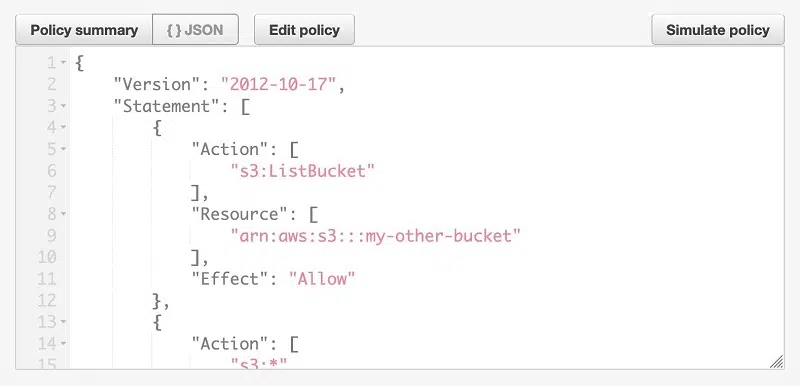 Policy summary { } JSON Edit policy Simulate policy
1 {
2     "Version": "2012-10-17",
3     "Statement": [
4         {
5             "Action": [
6                 "s3:ListBucket"
7             ],
8             "Resource": [
9                 "arn:aws:s3:::my-other-bucket"
10             ],
11             "Effect": "Allow"
12         },
13         {
14             "Action": [
15                 "s3:*"